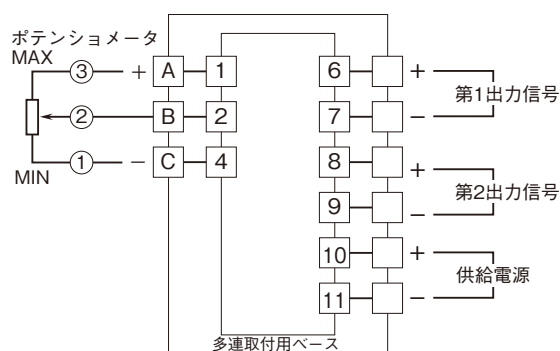 ポテンショメータ
MAX
③ + A 1
② B 2
① − C 4
MIN
6 +
7 −
第1出力信号
8 +
9 −
第2出力信号
10 +
11 −
供給電源
多連取付用ベース